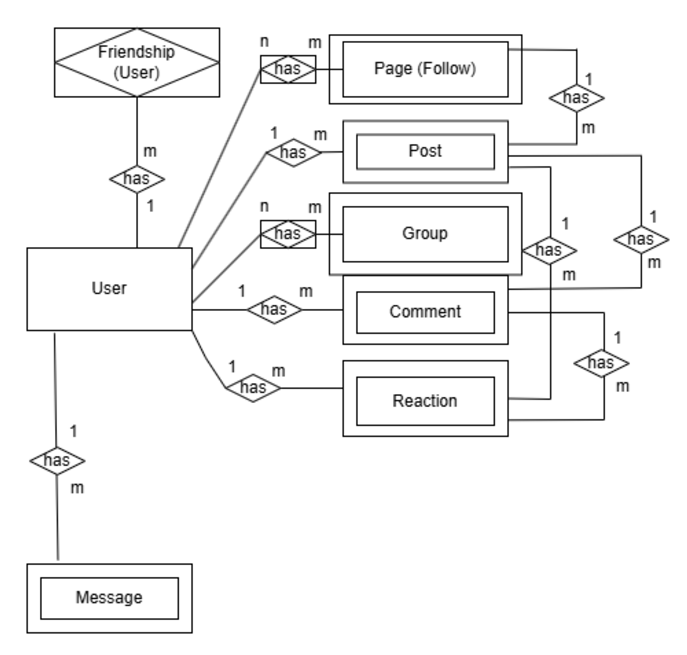 Friendship
(User)
n
m
has
Page (Follow)
1
has
m
1
m
has
Post
m
has
1
n
m
has
Group
1
has
m
1
has
m
User
1
m
has
Comment
1
has
m
1
m
has
Reaction
1
has
m
Message